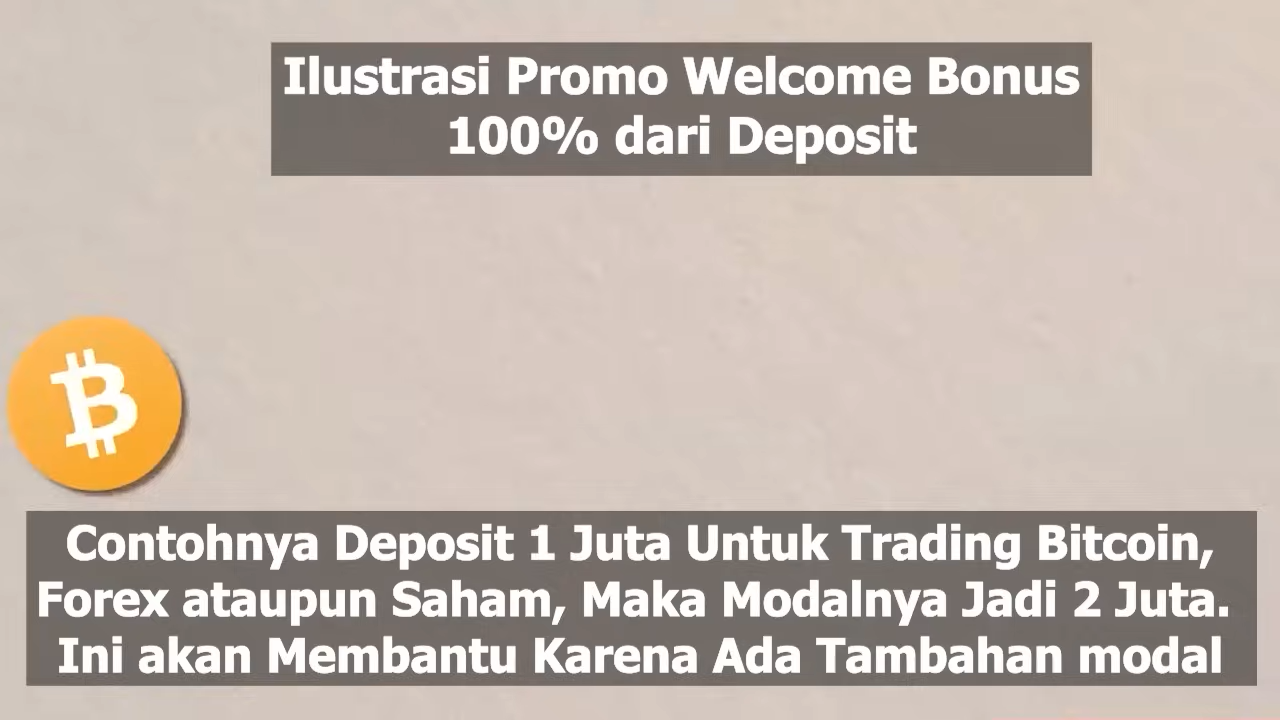 Ilustrasi Promo Welcome Bonus
100% dari Deposit
Contohnya Deposit 1 Juta Untuk Trading Bitcoin,
Forex ataupun Saham, Maka Modalnya Jadi 2 Juta.
Ini akan Membantu Karena Ada Tambahan modal